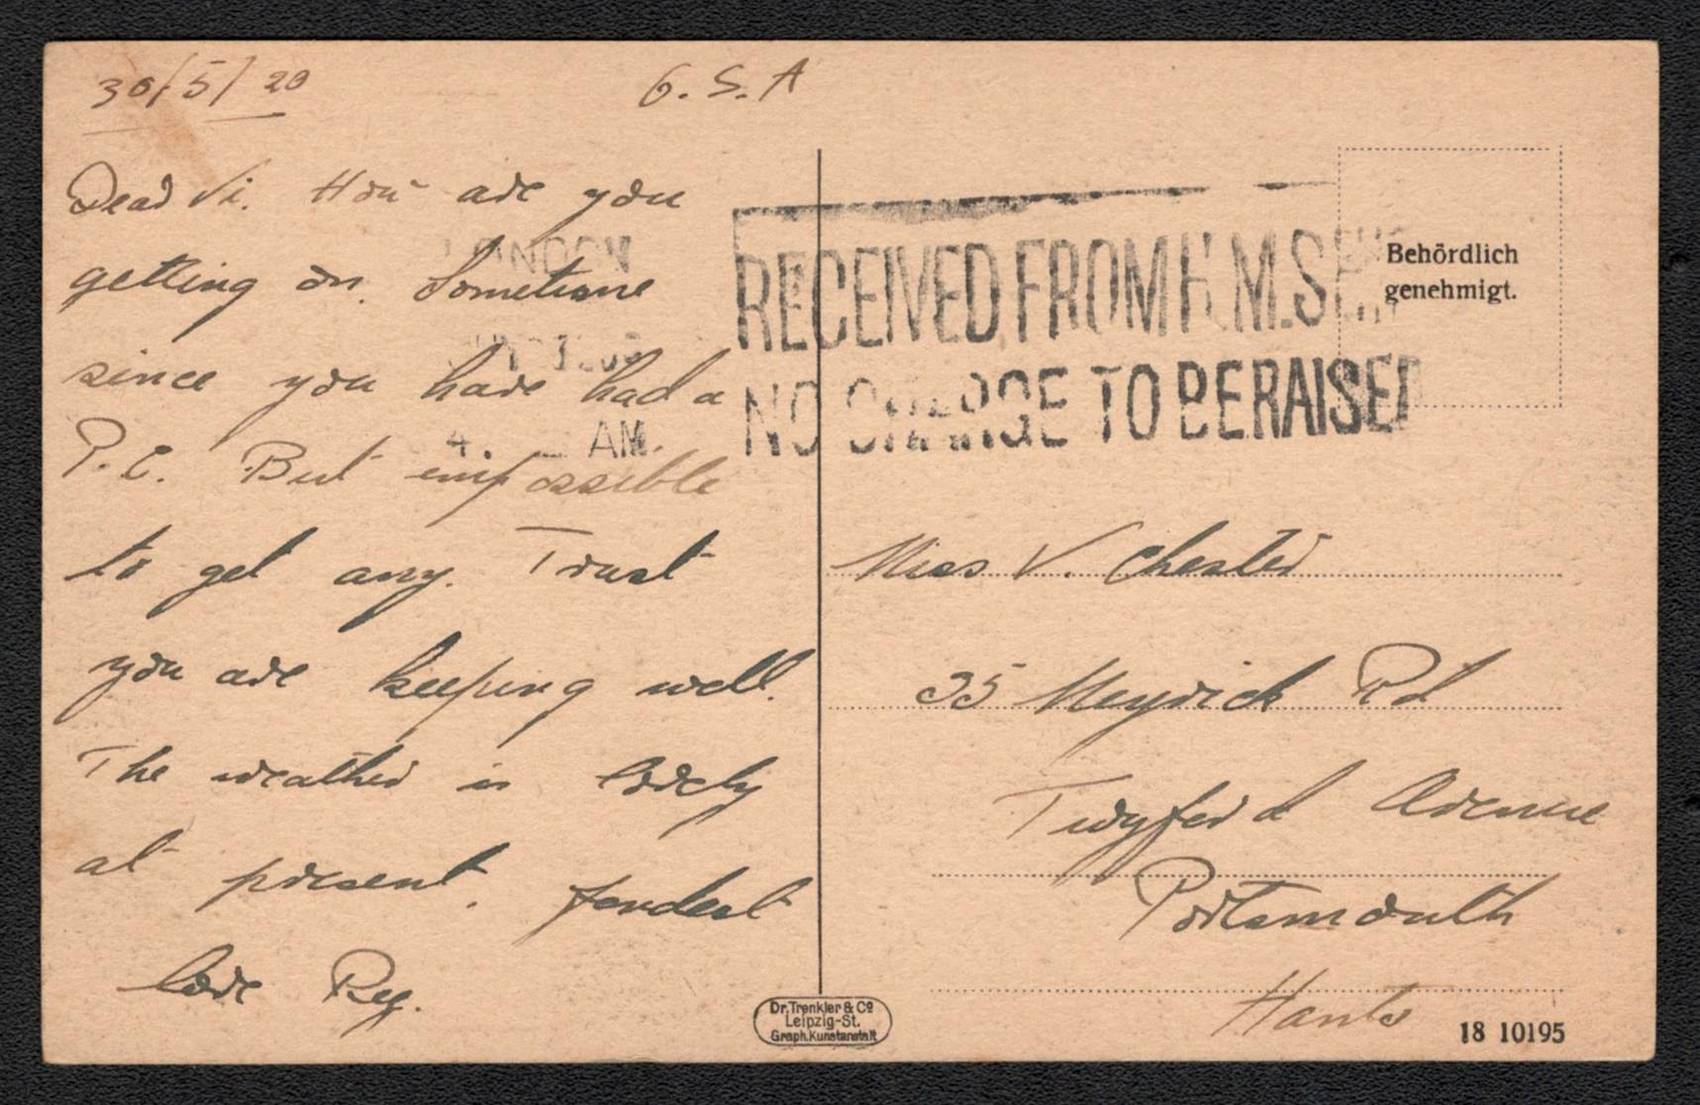 30/5/20
G.S.A
Dear Vi. How are you
getting on. Sometime
since you have had a
P.C. But impossible
to get any. Trust
you are keeping well.
The weather is lovely
at present. fondest
love Reg.
LONDON
AM.
RECEIVED FROM H.M.S
NO CHARGE TO BE RAISED
Behördlich
genehmigt.
Miss V. Chester
35 Meyrick Rd
Twyford Avenue
Portsmouth
Hants
Dr. Trenkler & Co
Leipzig-St.
Graph. Kunstanstalt
18 10195